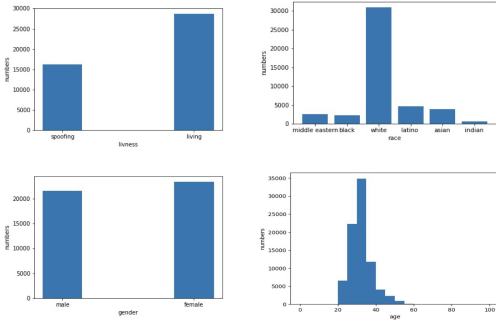 30000
25000
20000
15000
10000
5000
0
numbers
spoofing living
livness
30000
25000
20000
15000
10000
5000
0
numbers
middle eastern black white latino asian indian
race
20000
15000
10000
5000
0
numbers
male female
gender
35000
30000
25000
20000
15000
10000
5000
0
numbers
0 20 40 60 80 100
age